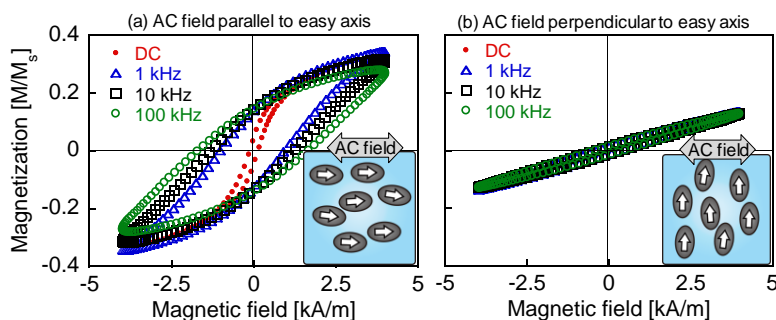 (a) AC field parallel to easy axis
(b) AC field perpendicular to easy axis
Magnetization [M/Ms]
0.4
0.2
0
-0.2
-0.4
DC
1 kHz
10 kHz
100 kHz
AC field
-5
-2.5
0
2.5
5
Magnetic field [kA/m]
DC
1 kHz
10 kHz
100 kHz
AC field
-5
-2.5
0
2.5
5
Magnetic field [kA/m]